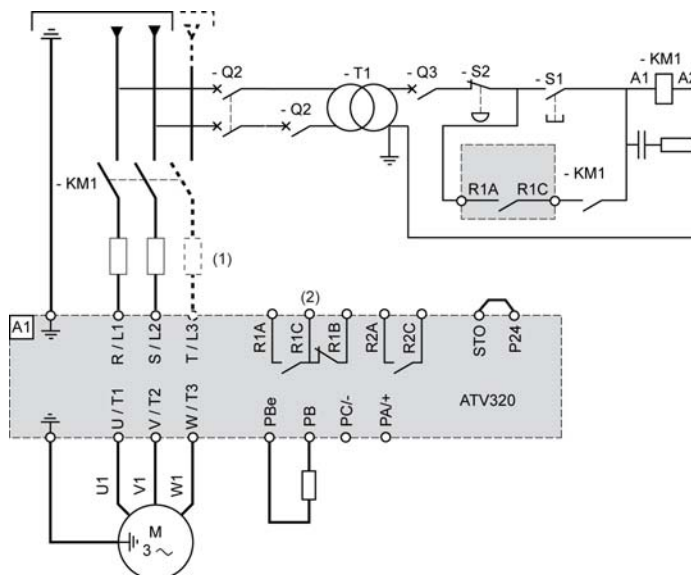 - Q2
- T1
- Q3
- S2
- S1
- KM1
A1
A2
- Q2
- KM1
R1A
R1C
- KM1
(1)
(2)
A1
R / L1
S / L2
T / L3
R1A
R1C
R1B
R2A
R2C
STO
P24
ATV320
U / T1
V / T2
W / T3
PBe
PB
PC/-
PA/+
U1
V1
W1
M
3 ~